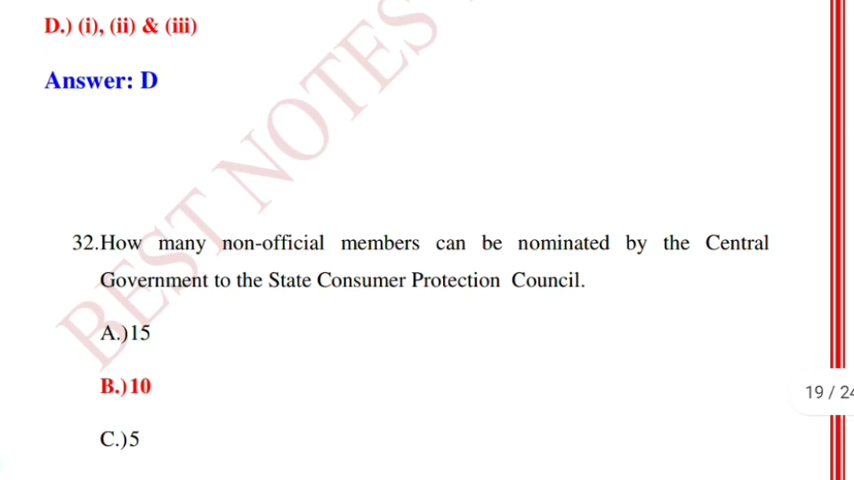 D.) (i), (ii) & (iii)
Answer: D
32.How many non-official members can be nominated by the Central
Government to the State Consumer Protection Council.
A.)15
B.)10
C.)5
19 / 24
BEST NOTES